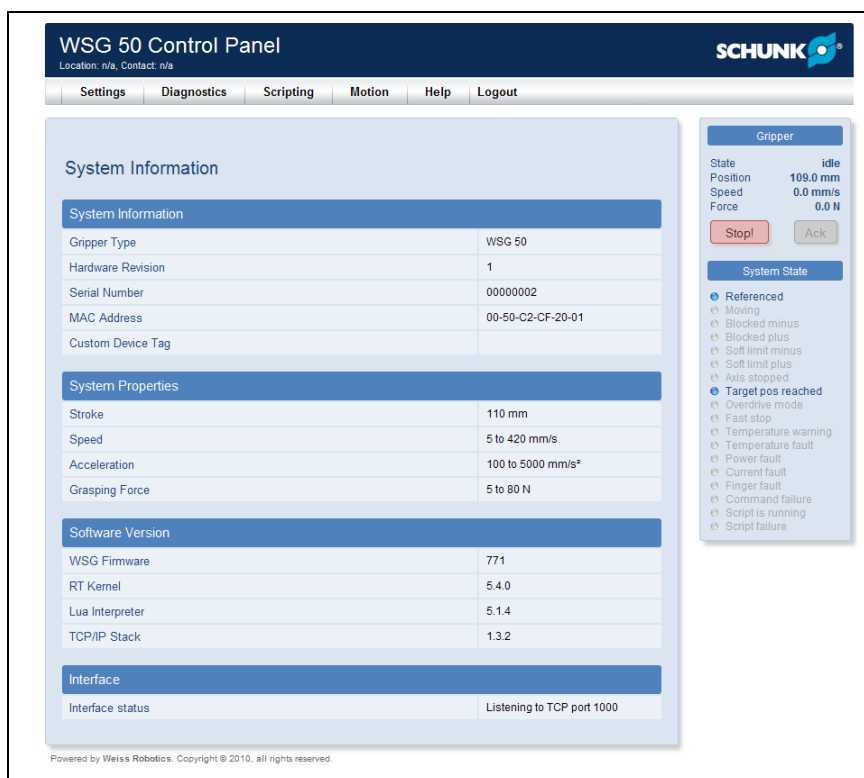 WSG 50 Control Panel
Location: n/a, Contact: n/a
SCHUNK®
Settings Diagnostics Scripting Motion Help Logout
System Information
System Information
Gripper Type WSG 50
Hardware Revision 1
Serial Number 00000002
MAC Address 00-50-C2-CF-20-01
Custom Device Tag
System Properties
Stroke 110 mm
Speed 5 to 420 mm/s
Acceleration 100 to 5000 mm/s²
Grasping Force 5 to 80 N
Software Version
WSG Firmware 771
RT Kernel 5.4.0
Lua Interpreter 5.1.4
TCP/IP Stack 1.3.2
Interface
Interface status Listening to TCP port 1000
Gripper
State idle
Position 109.0 mm
Speed 0.0 mm/s
Force 0.0 N
Stop! Ack
System State
Referenced
Moving
Blocked minus
Blocked plus
Soft limit minus
Soft limit plus
Axis stopped
Target pos reached
Overdrive mode
Fast stop
Temperature warning
Temperature fault
Power fault
Current fault
Finger fault
Command failure
Script is running
Script failure
Powered by Weiss Robotics. Copyright © 2010, all rights reserved.